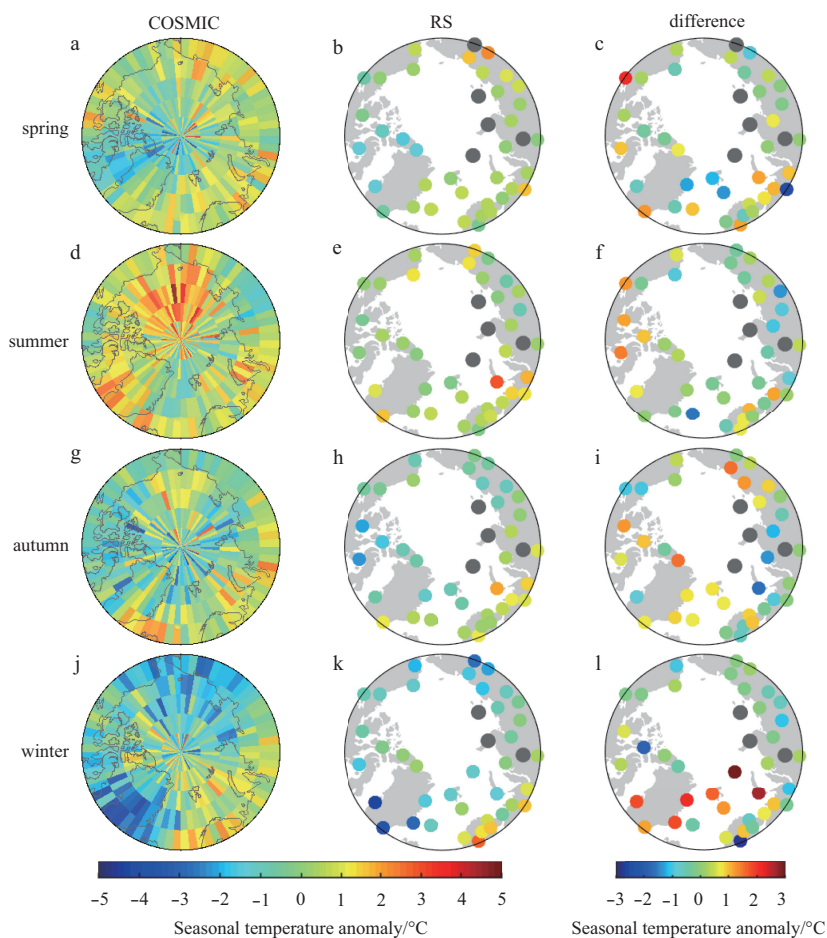 COSMIC RS difference
a b c
spring
d e f
summer
g h i
autumn
j k l
winter
−5 −4 −3 −2 −1 0 1 2 3 4 5 −3 −2 −1 0 1 2 3
Seasonal temperature anomaly/°C Seasonal temperature anomaly/°C